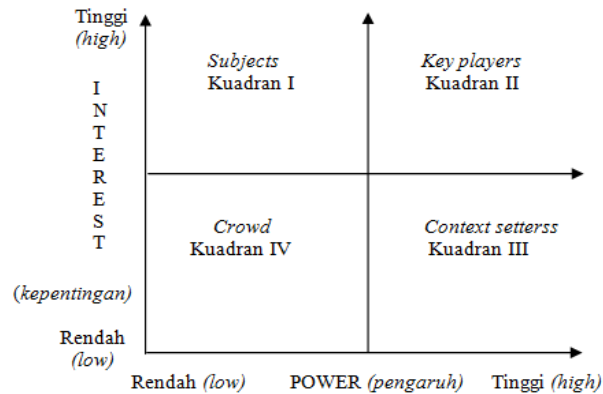 Tinggi
(high)
Subjects
Kuadran I
Key players
Kuadran II
I
N
T
E
R
E
S
T
Crowd
Kuadran IV
Context setterss
Kuadran III
(kepentingan)
Rendah
(low)
Rendah (low)
POWER (pengaruh)
Tinggi (high)